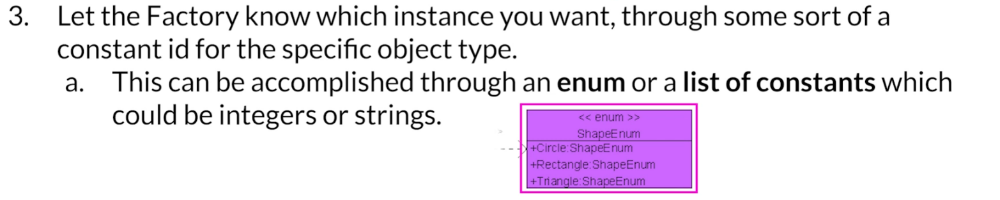 3. Let the Factory know which instance you want, through some sort of a
constant id for the specific object type.
a. This can be accomplished through an enum or a list of constants which
could be integers or strings.
<< enum >>
ShapeEnum
+Circle:ShapeEnum
+Rectangle:ShapeEnum
+Triangle:ShapeEnum